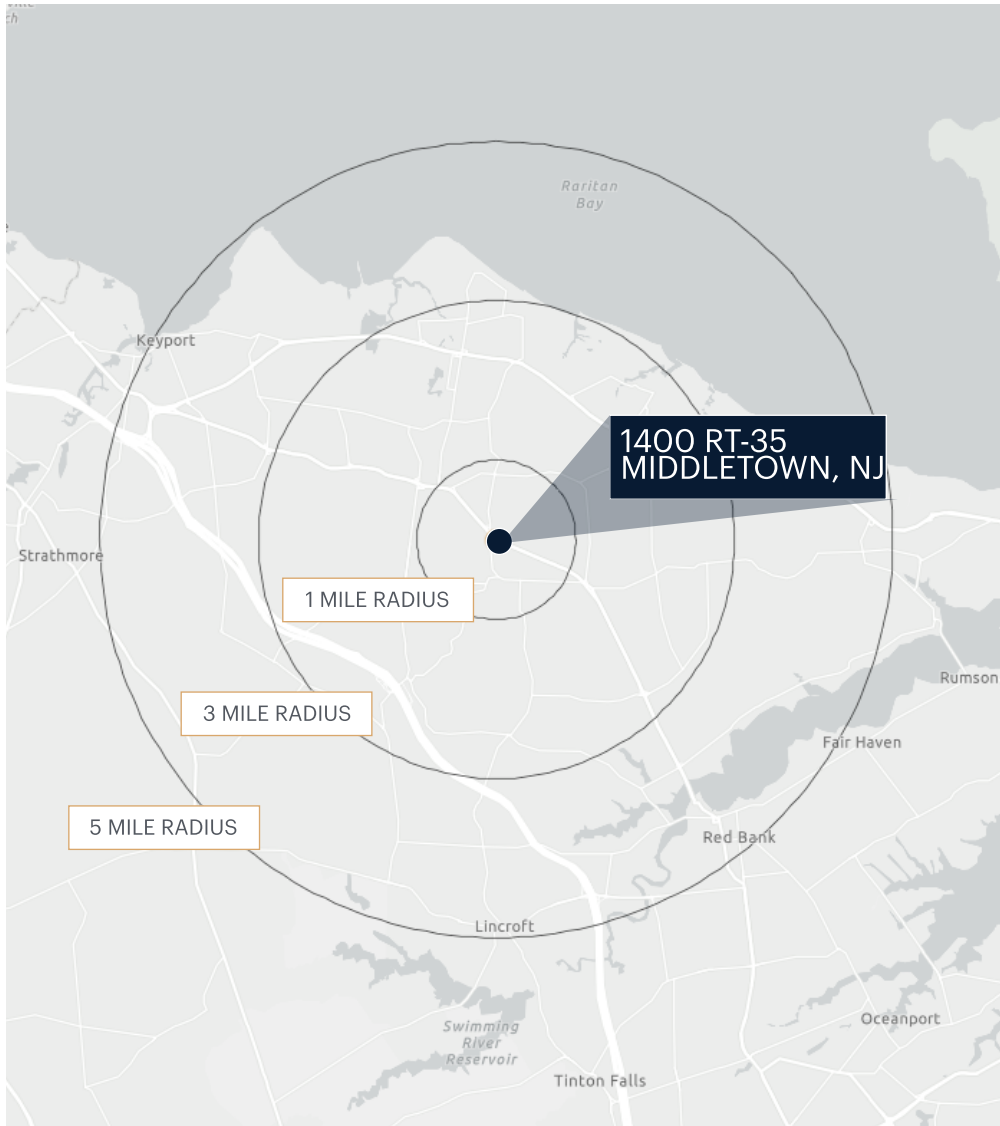 Raritan
Bay
Keyport
1400 RT-35
MIDDLETOWN, NJ
Strathmore
1 MILE RADIUS
Rumson
3 MILE RADIUS
Fair Haven
5 MILE RADIUS
Red Bank
Lincroft
Oceanport
Swimming
River
Reservoir
Tinton Falls